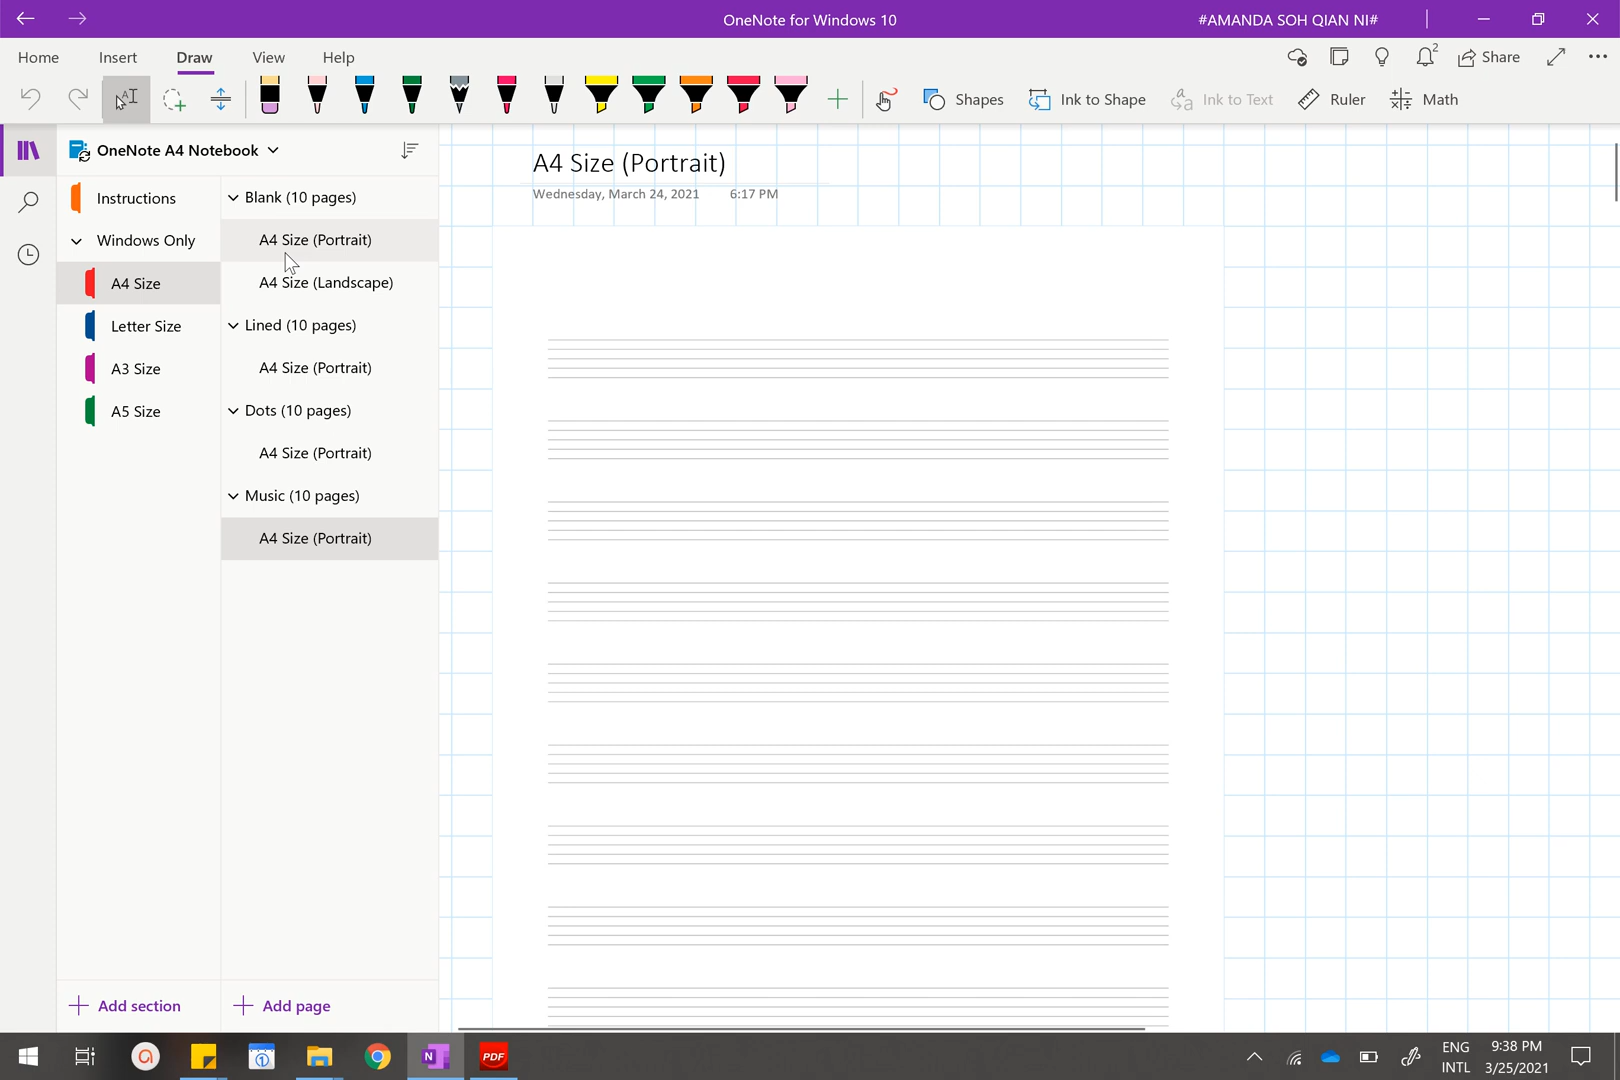 OneNote for Windows 10
#AMANDA SOH QIAN NI#
Home
Insert
Draw
View
Help
2
Share
Shapes
Ink to Shape
Ink to Text
Ruler
Math
OneNote A4 Notebook
Instructions
Windows Only
A4 Size
Letter Size
A3 Size
A5 Size
Blank (10 pages)
A4 Size (Portrait)
A4 Size (Landscape)
Lined (10 pages)
A4 Size (Portrait)
Dots (10 pages)
A4 Size (Portrait)
Music (10 pages)
A4 Size (Portrait)
A4 Size (Portrait)
Wednesday, March 24, 2021 6:17 PM
Add section
Add page
N
PDF
ENG
INTL
9:38 PM
3/25/2021